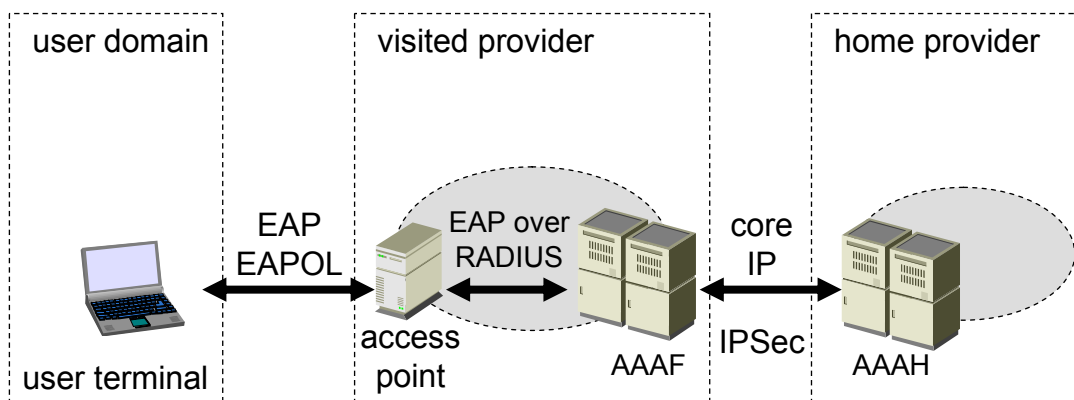 user domain
visited provider
home provider
EAP
EAPOL
EAP over
RADIUS
core
IP
IPSec
user terminal
access
point
AAAF
AAAH